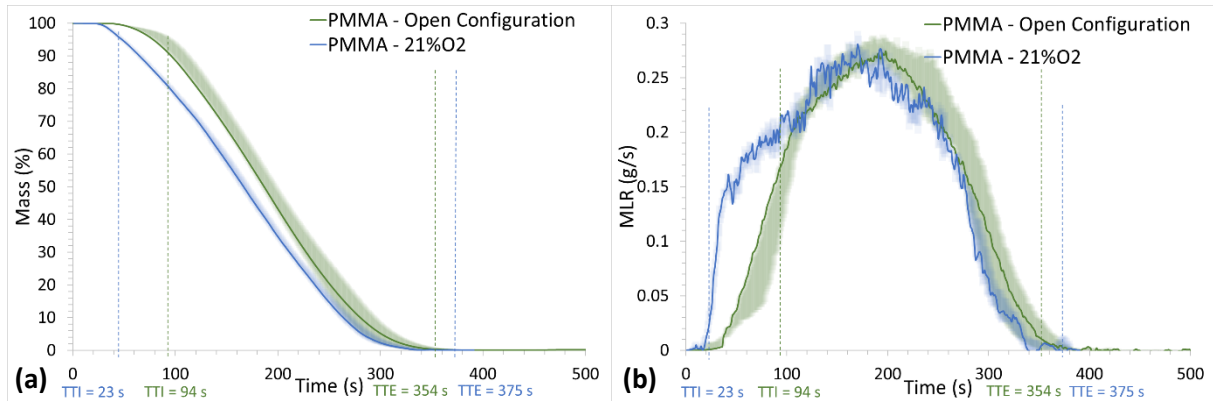 PMMA - Open Configuration
PMMA - 21%O2
100
90
80
70
60
50
40
30
20
10
0
Mass (%)
0
100
200
300
400
500
Time (s)
(a)
TTI = 23 s
TTI = 94 s
TTE = 354 s
TTE = 375 s
PMMA - Open Configuration
PMMA - 21%O2
0.3
0.25
0.2
0.15
0.1
0.05
0
MLR (g/s)
0
100
200
300
400
500
Time (s)
(b)
TTI = 23 s
TTI = 94 s
TTE = 354 s
TTE = 375 s